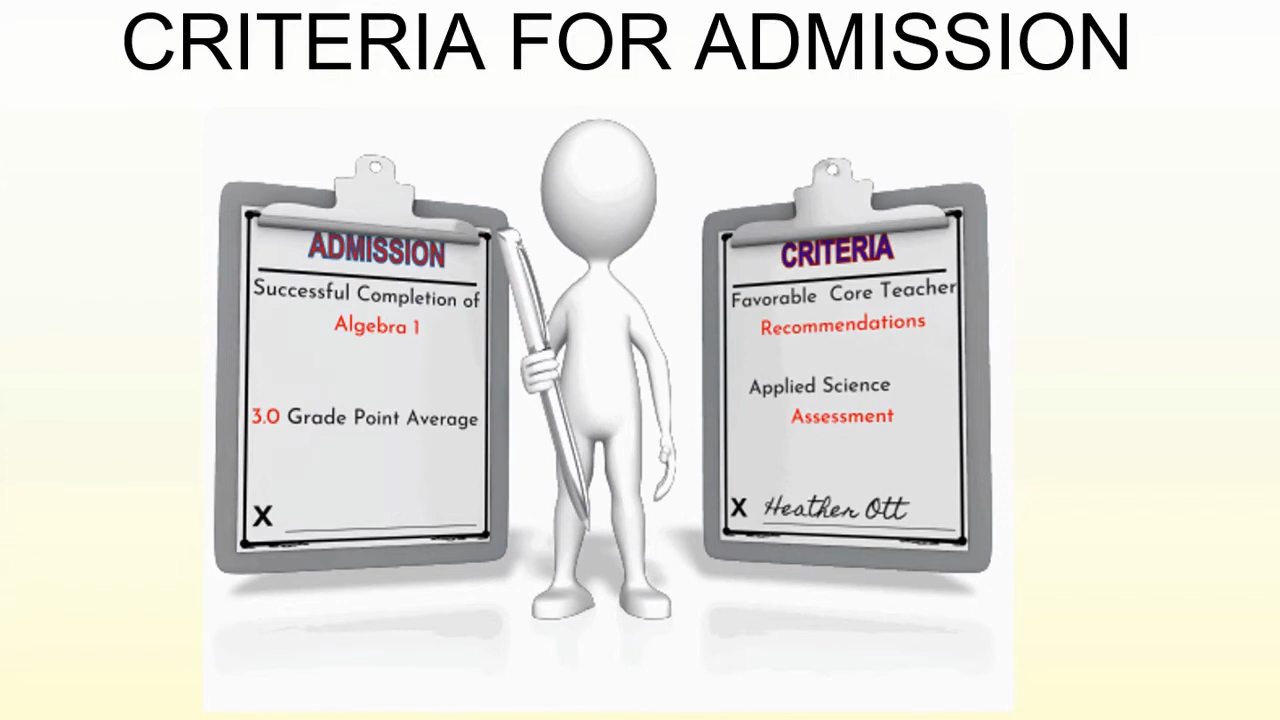 CRITERIA FOR ADMISSION
ADMISSION
Successful Completion of
Algebra 1
3.0 Grade Point Average
X
CRITERIA
Favorable Core Teacher
Recommendations
Applied Science
Assessment
X Heather Ott